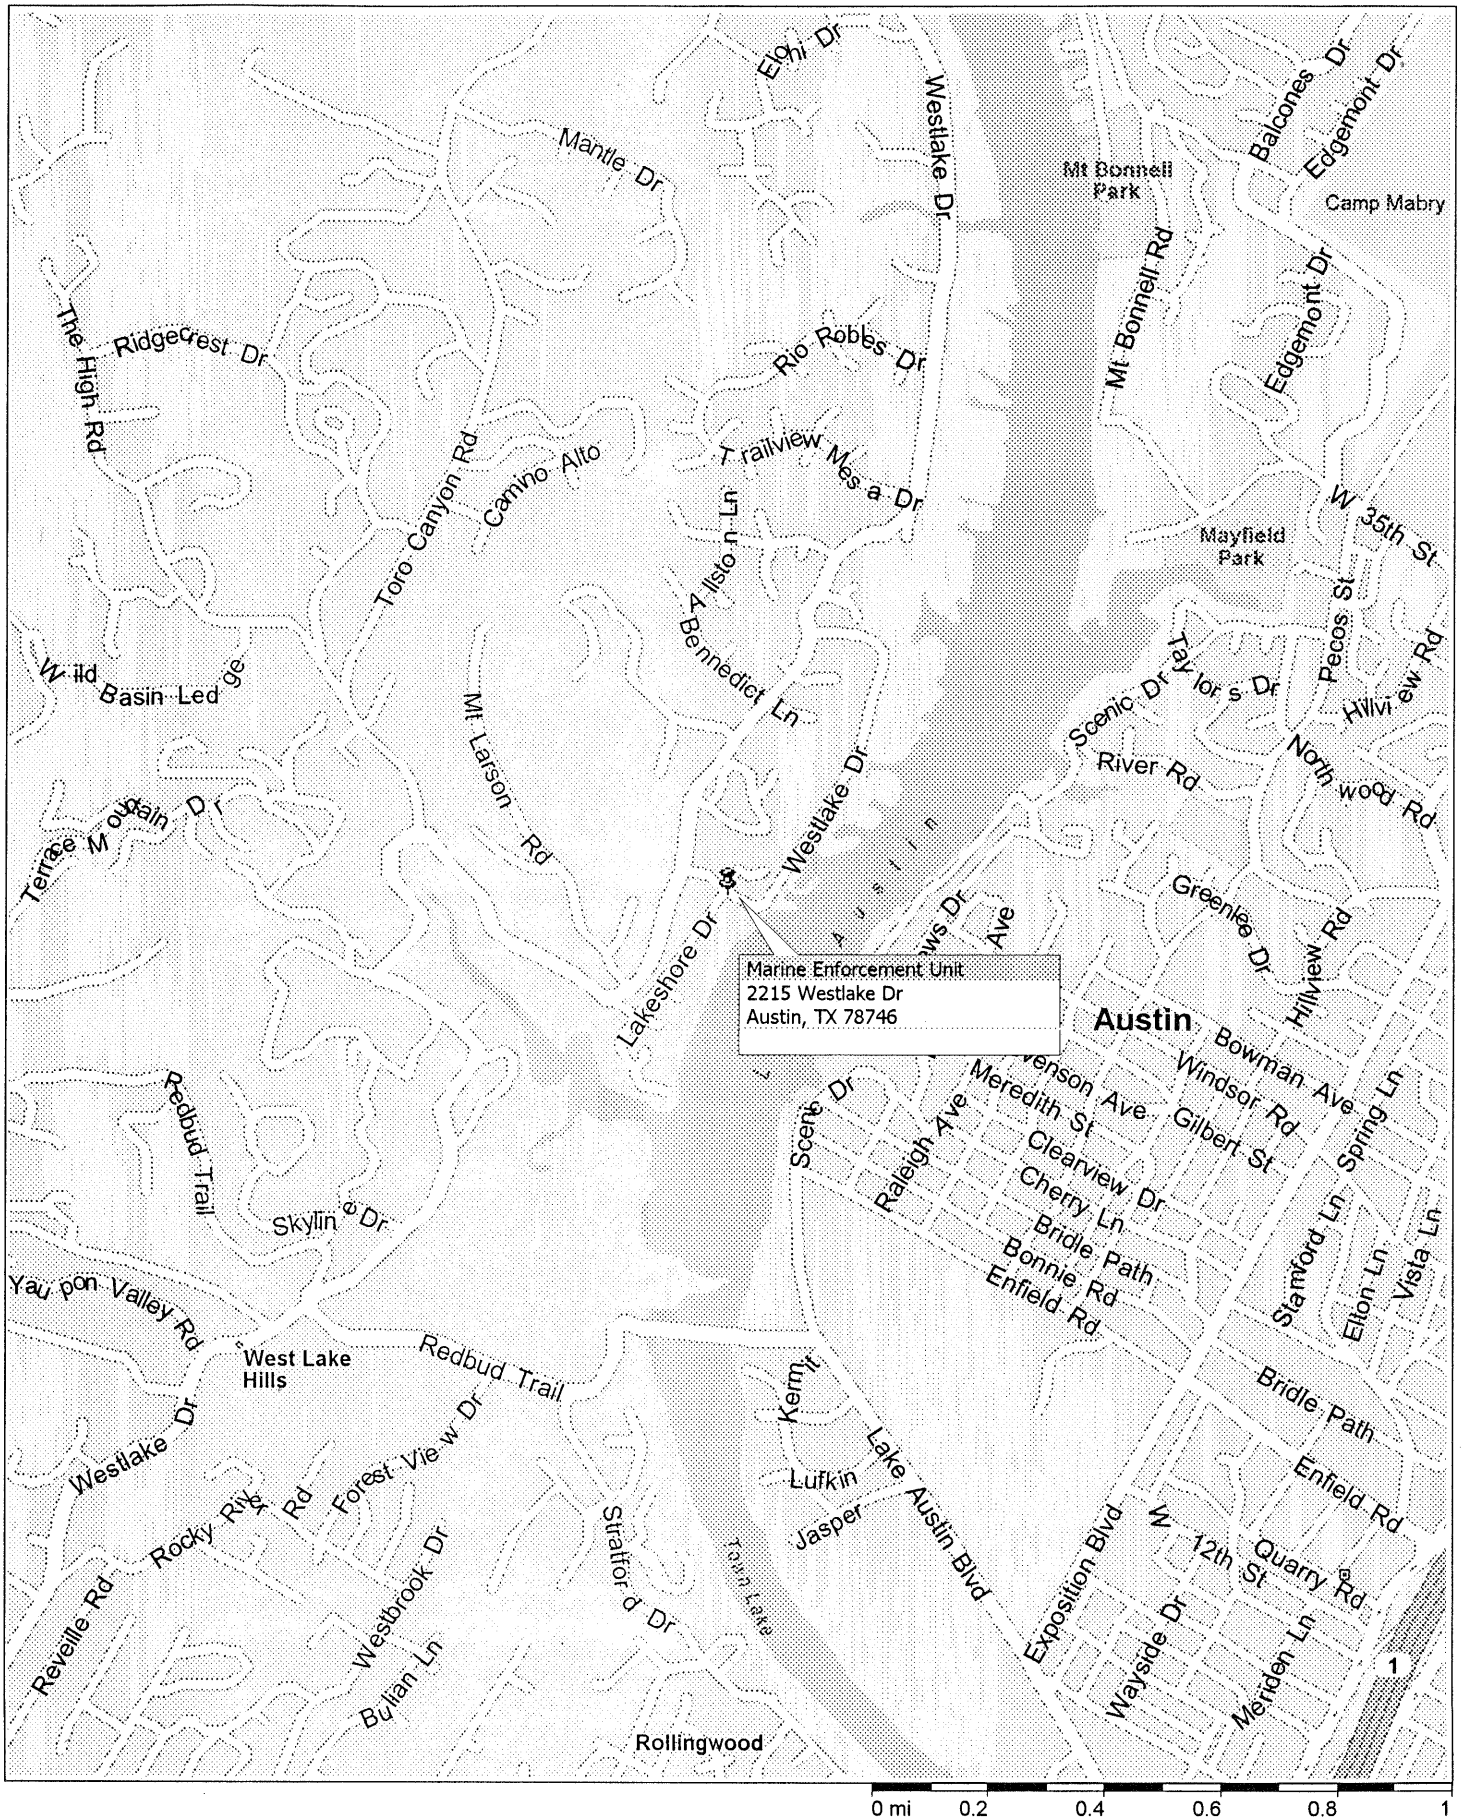 Elohi Dr
Westlake Dr
Balcones Dr
Edgemont Dr
Mantle Dr
Mt Bonnell
Park
Camp Mabry
Mt Bonnell Rd
Edgemont Dr
The High Rd
Ridgecrest Dr
Rio Robles Dr
Toro Canyon Rd
Camino Alto
Trailview Mesa Dr
W 35th St
Mayfield
Park
Allston Ln
Bennedict Ln
Pecos St
Wild Basin Ledge
Mt Larson Rd
Taylors Dr
Scenic Dr
Hillview Rd
River Rd
Northwood Rd
Westlake Dr
Terrace Mountain Dr
Austin
Greenlee Dr
Hillview Rd
ews Dr
Ave
Lakeshore Dr
Marine Enforcement Unit
2215 Westlake Dr
Austin, TX 78746
Austin
L
Bowman Ave
Windsor Rd
venson Ave
Meredith St
Gilbert St
Spring Ln
Redbud Trail
Scenic Dr
Raleigh Ave
Clearview Dr
Cherry Ln
Skyline Dr
Bridle Path
Bonnie Rd
Enfield Rd
Stamford Ln
Elton Ln
Vista Ln
Yaupon Valley Rd
West Lake
Hills
Redbud Trail
Kermit
Bridle Path
Westlake Dr
Forest View Dr
Lake Austin Blvd
Lufkin
Jasper
Enfield Rd
Rocky River Rd
Stratford Dr
Town Lake
Exposition Blvd
W 12th St
Quarry Rd
Reveille Rd
Westbrook Dr
Bulian Ln
Wayside Dr
Meriden Ln
1
Rollingwood
0 mi 0.2 0.4 0.6 0.8 1